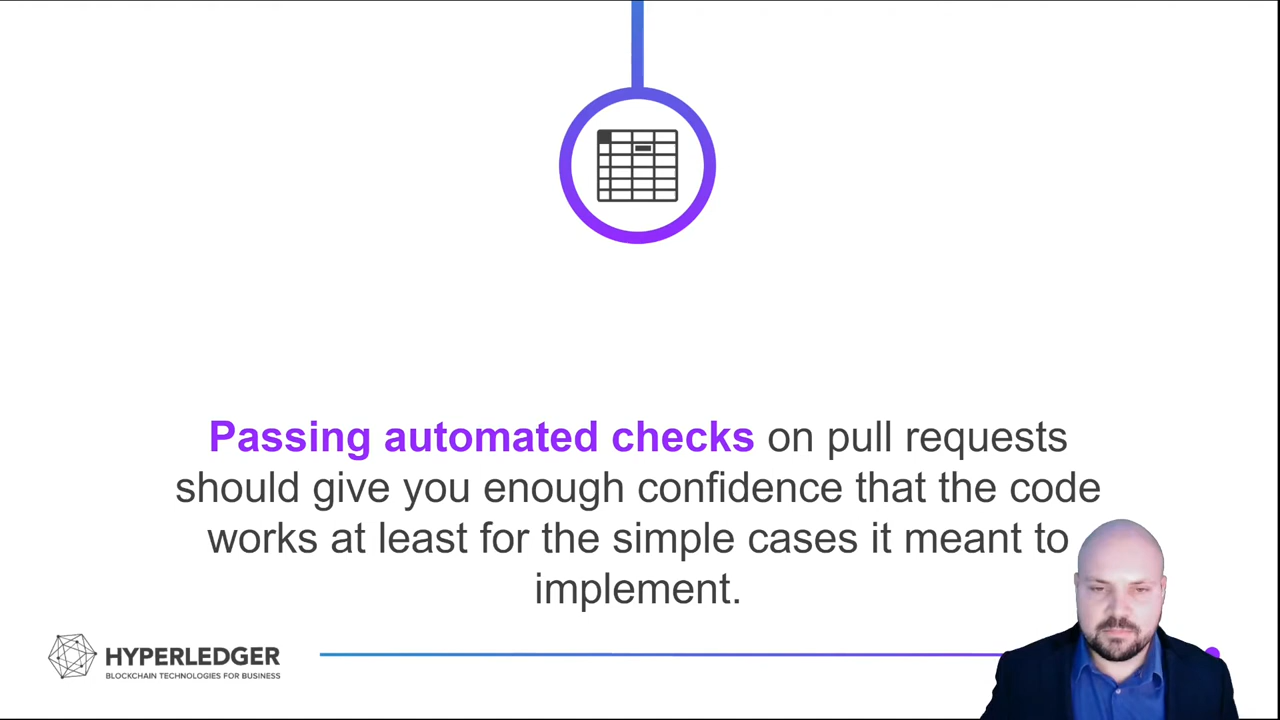 Passing automated checks on pull requests
should give you enough confidence that the code
works at least for the simple cases it meant to
implement.
HYPERLEDGER
BLOCKCHAIN TECHNOLOGIES FOR BUSINESS